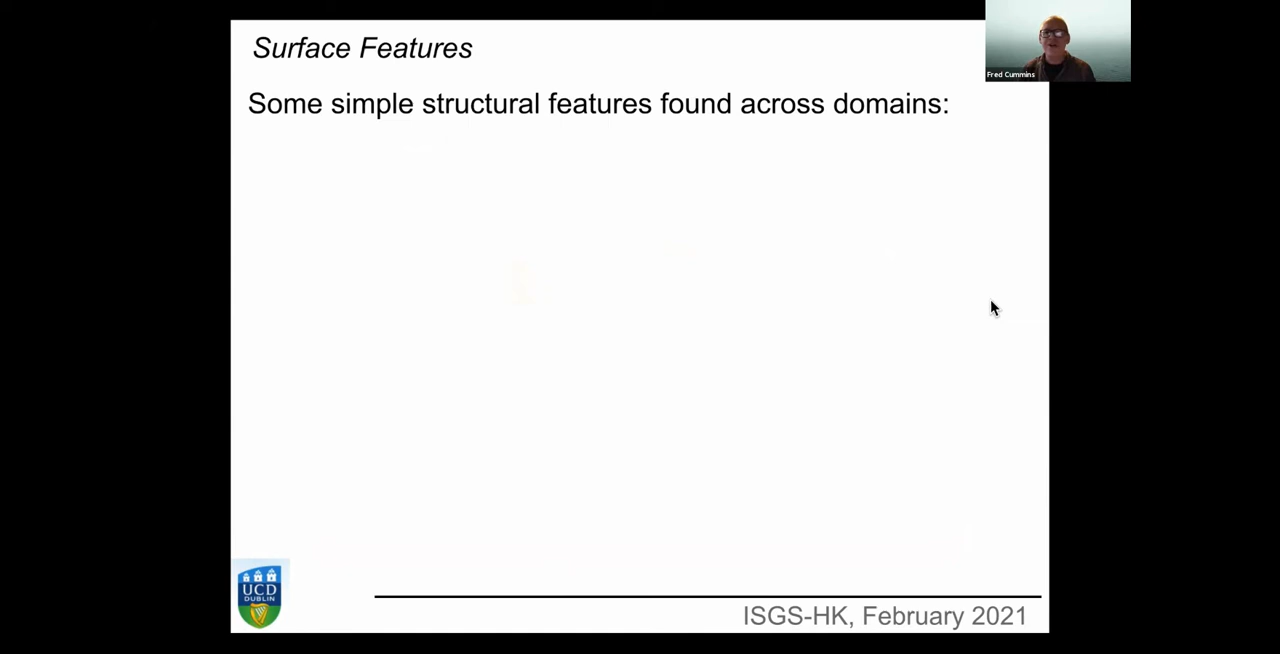 Surface Features
Fred Cummins
Some simple structural features found across domains:
UCD
DUBLIN
ISGS-HK, February 2021